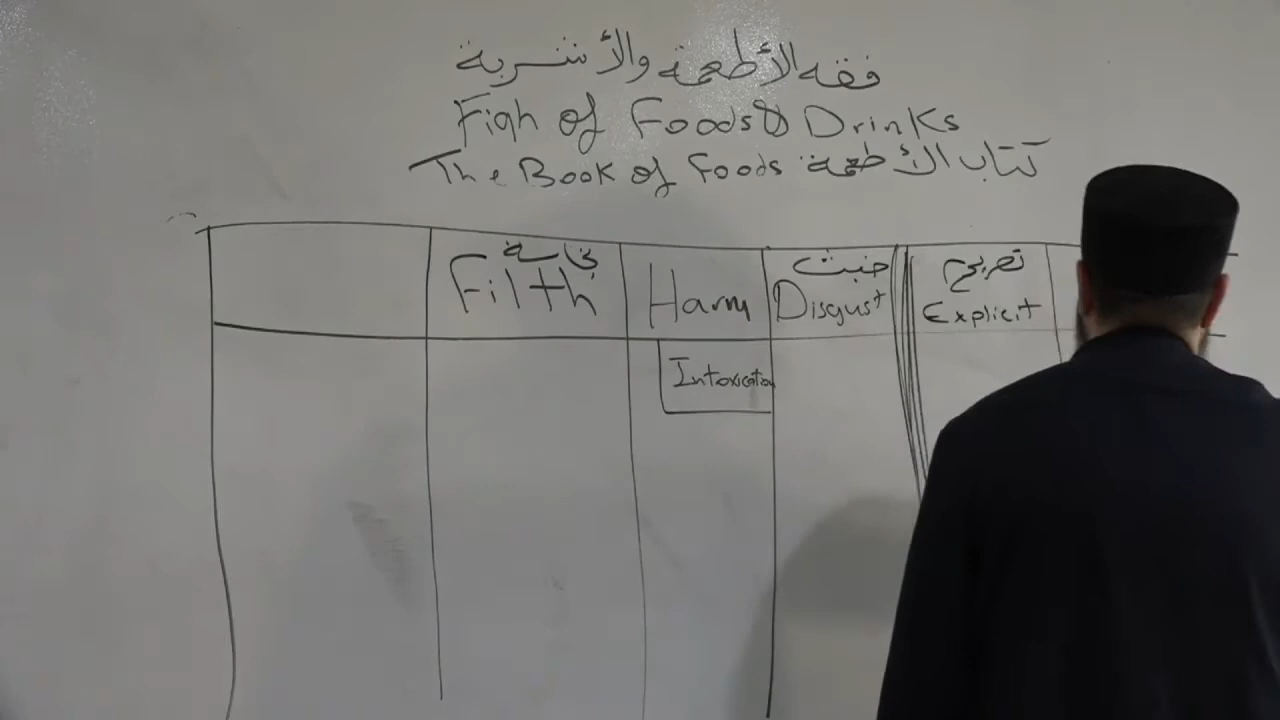 فقه الأطعمة والأشربة
Fiqh of Foods & Drinks
The Book of Foods كتاب الأطعمة
نجاسة
Filth
Harm
خبث
Disgust
تصريح
Explicit
Intoxication